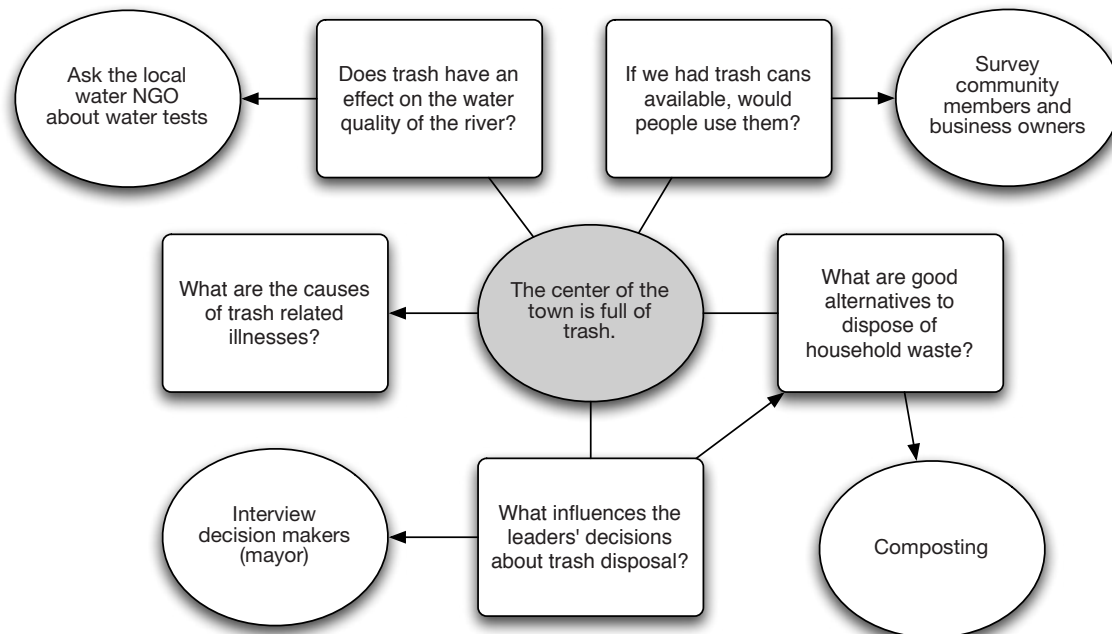 Ask the local
water NGO
about water tests
Does trash have an
effect on the water
quality of the river?
If we had trash cans
available, would
people use them?
Survey
community
members and
business owners
What are the causes
of trash related
illnesses?
The center of the
town is full of
trash.
What are good
alternatives to
dispose of
household waste?
Interview
decision makers
(mayor)
What influences the
leaders' decisions
about trash disposal?
Composting